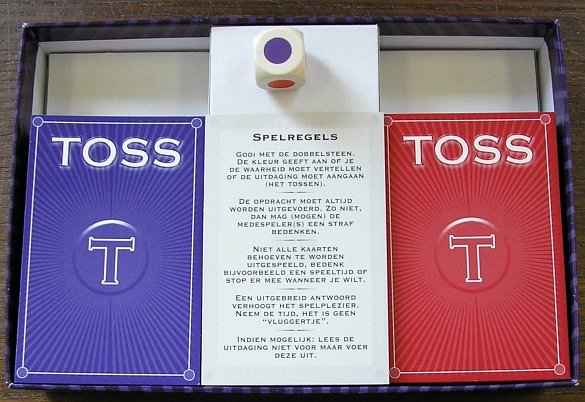 TOSS
T
SPELREGELS
GOOI MET DE DOBBELSTEEN.
DE KLEUR GEEFT AAN OF JE
DE WAARHEID MOET VERTELLEN
OF DE UITDAGING MOET AANGAAN
(HET TOSSEN).
DE OPDRACHT MOET ALTIJD
WORDEN UITGEVOERD. ZO NIET,
DAN MAG (MOGEN) DE
MEDESPELER(S) EEN STRAF
BEDENKEN.
NIET ALLE KAARTEN
BEHOEVEN TE WORDEN
UITGESPEELD, BEDENK
BIJVOORBEELD EEN SPEELTIJD OF
STOP ER MEE WANNEER JE WILT.
EEN UITGEBREID ANTWOORD
VERHOOGT HET SPELPLEZIER.
NEEM DE TIJD, HET IS GEEN
"VLUGGERTJE".
INDIEN MOGELIJK: LEES DE
UITDAGING NIET VOOR MAAR VOER
DEZE UIT.
TOSS
T